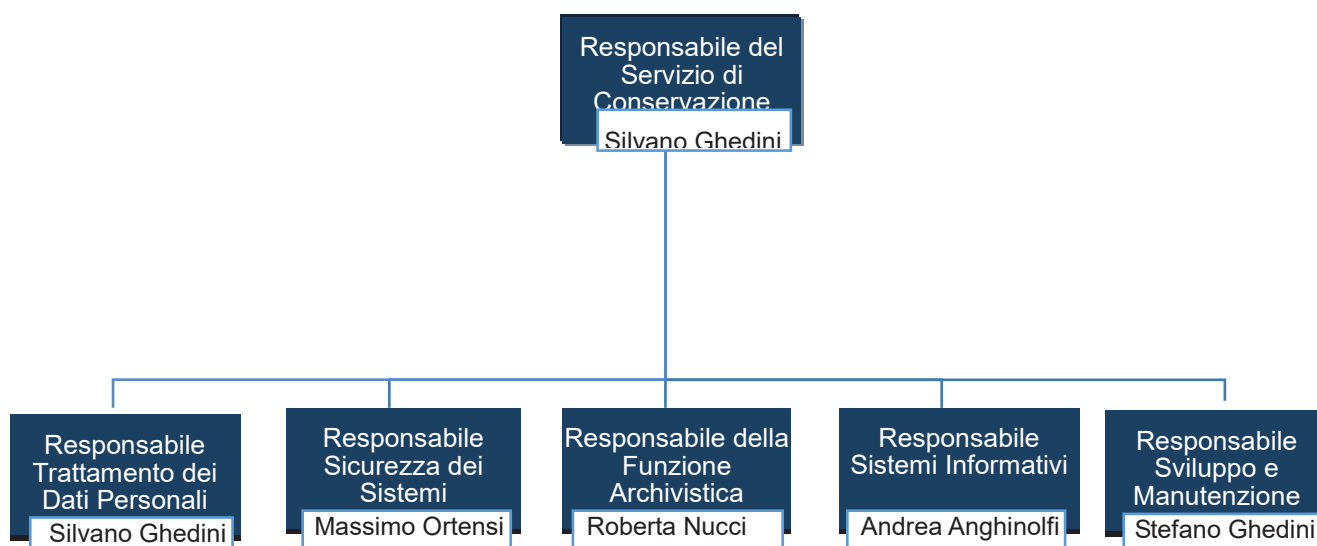 Responsabile del
Servizio di
Conservazione
Silvano Ghedini
Responsabile
Trattamento dei
Dati Personali
Silvano Ghedini
Responsabile
Sicurezza dei
Sistemi
Massimo Ortensi
Responsabile della
Funzione
Archivistica
Roberta Nucci
Responsabile
Sistemi Informativi
Andrea Anghinolfi
Responsabile
Sviluppo e
Manutenzione
Stefano Ghedini